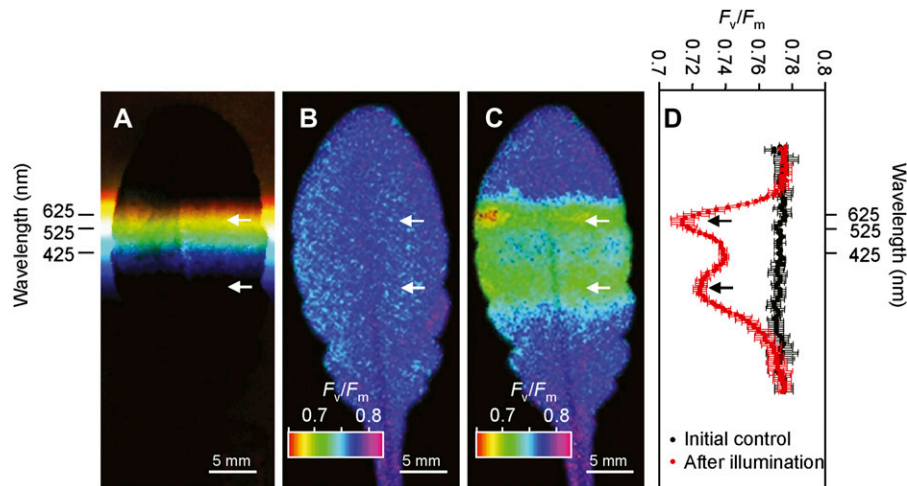 Fv/Fm
0.7
0.72
0.74
0.76
0.78
0.8
A
B
C
D
Wavelength (nm)
625
525
425
625
525
425
Wavelength (nm)
Fv/Fm
0.7 0.8
5 mm
5 mm
Fv/Fm
0.7 0.8
5 mm
Initial control
After illumination